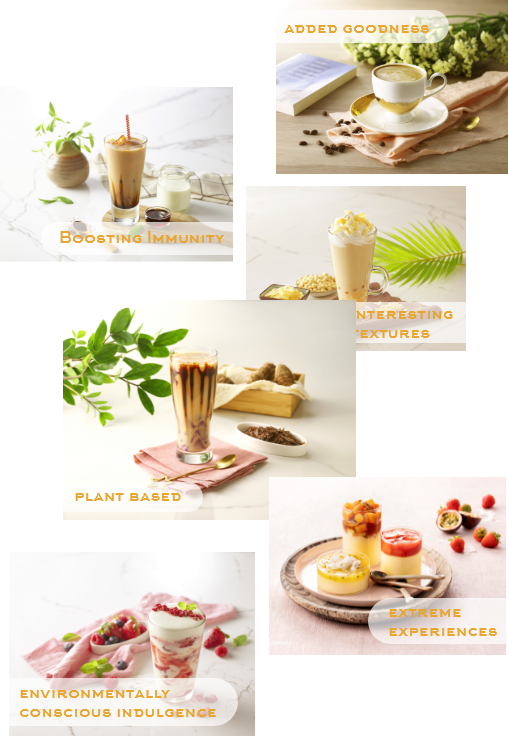 ADDED GOODNESS
BOOSTING IMMUNITY
NTERESTING
EXTURES
PLANT BASED
EXTREME
EXPERIENCES
ENVIRONMENTALLY
CONSCIOUS INDULGENCE